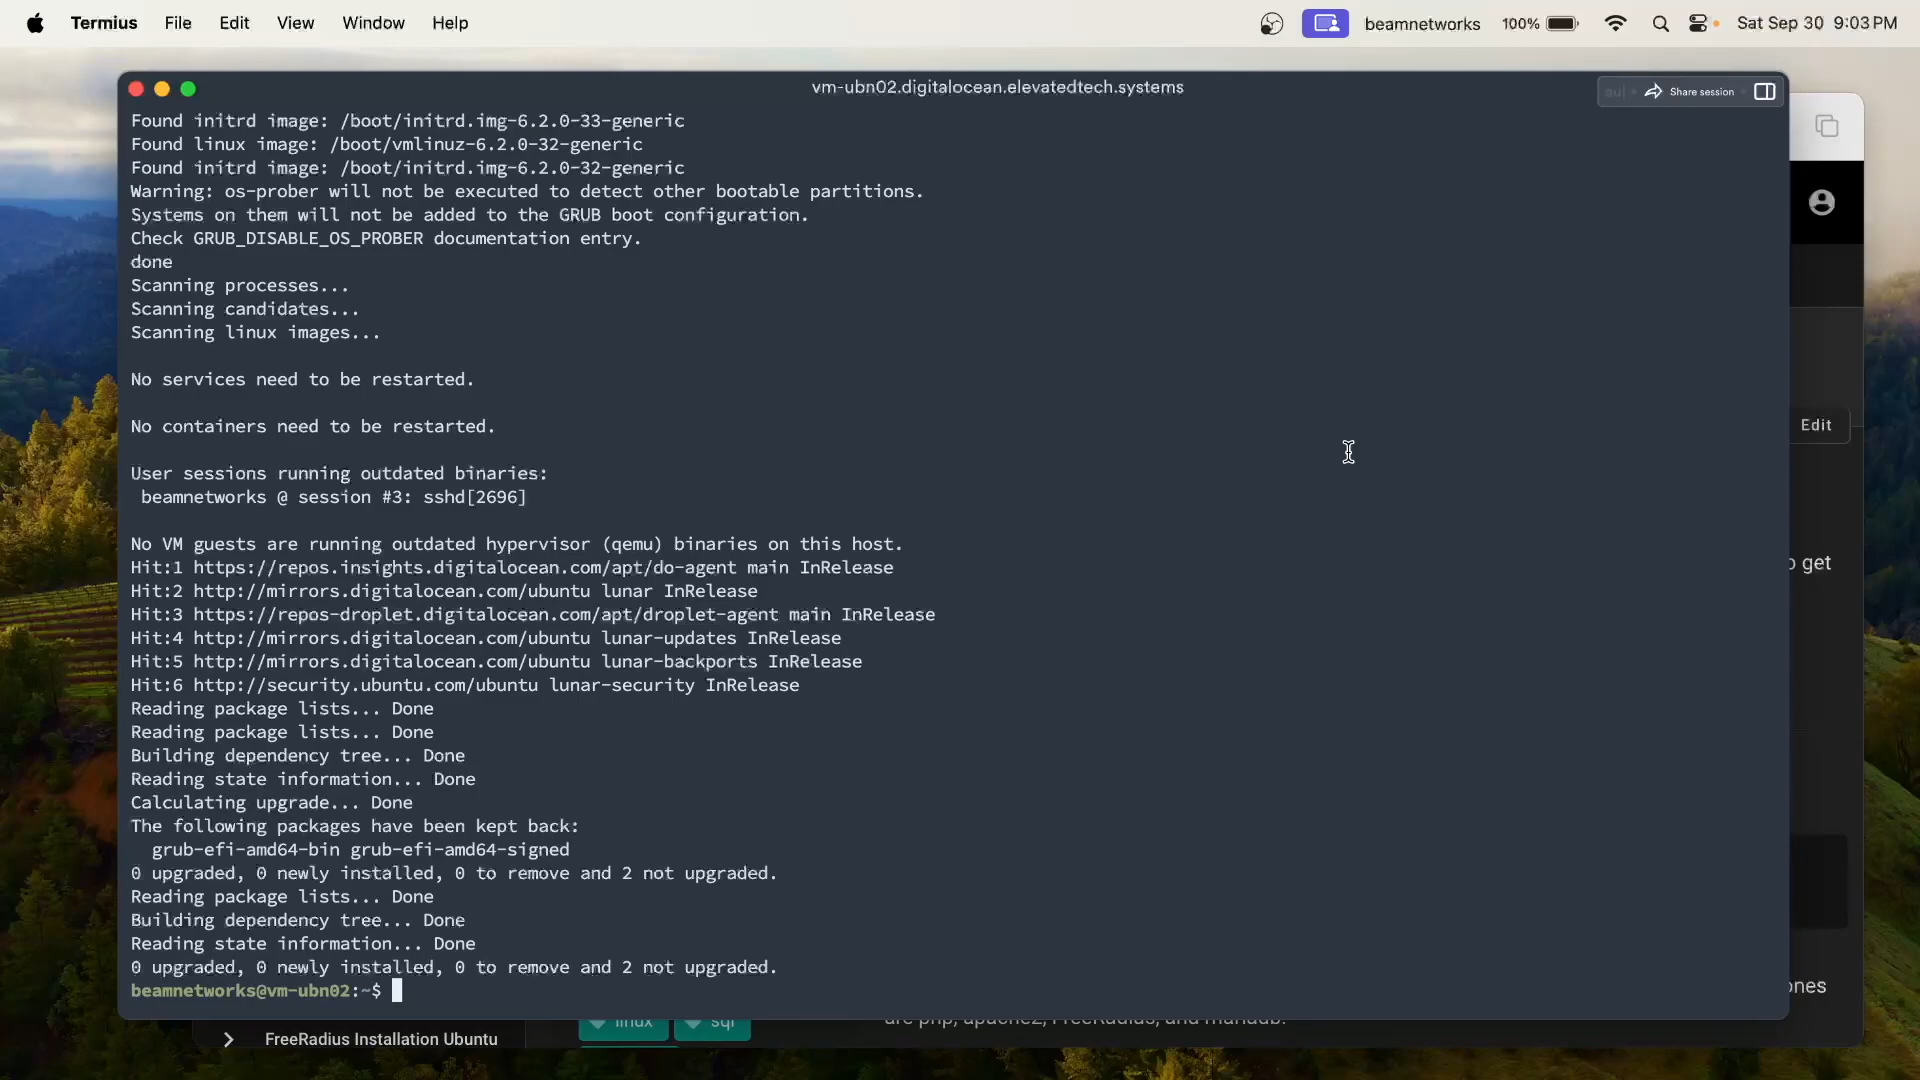 Termius File Edit View Window Help beamnetworks 100% Sat Sep 30 9:03 PM
vm-ubn02.digitalocean.elevatedtech.systems
Share session
Found initrd image: /boot/initrd.img-6.2.0-33-generic
Found linux image: /boot/vmlinuz-6.2.0-32-generic
Found initrd image: /boot/initrd.img-6.2.0-32-generic
Warning: os-prober will not be executed to detect other bootable partitions.
Systems on them will not be added to the GRUB boot configuration.
Check GRUB_DISABLE_OS_PROBER documentation entry.
done
Scanning processes...
Scanning candidates...
Scanning linux images...
No services need to be restarted.
No containers need to be restarted.
Edit
User sessions running outdated binaries:
beamnetworks @ session #3: sshd[2696]
No VM guests are running outdated hypervisor (qemu) binaries on this host.
get
Hit:1 https://repos.insights.digitalocean.com/apt/do-agent main InRelease
Hit:2 http://mirrors.digitalocean.com/ubuntu lunar InRelease
Hit:3 https://repos-droplet.digitalocean.com/apt/droplet-agent main InRelease
Hit:4 http://mirrors.digitalocean.com/ubuntu lunar-updates InRelease
Hit:5 http://mirrors.digitalocean.com/ubuntu lunar-backports InRelease
Hit:6 http://security.ubuntu.com/ubuntu lunar-security InRelease
Reading package lists... Done
Reading package lists... Done
Building dependency tree... Done
Reading state information... Done
Calculating upgrade... Done
The following packages have been kept back:
grub-efi-amd64-bin grub-efi-amd64-signed
0 upgraded, 0 newly installed, 0 to remove and 2 not upgraded.
Reading package lists... Done
Building dependency tree... Done
Reading state information... Done
0 upgraded, 0 newly installed, 0 to remove and 2 not upgraded.
beamnetworks@vm-ubn02:~$
linux sql are php, apache2, FreeRadius, and mariadb.
FreeRadius Installation Ubuntu